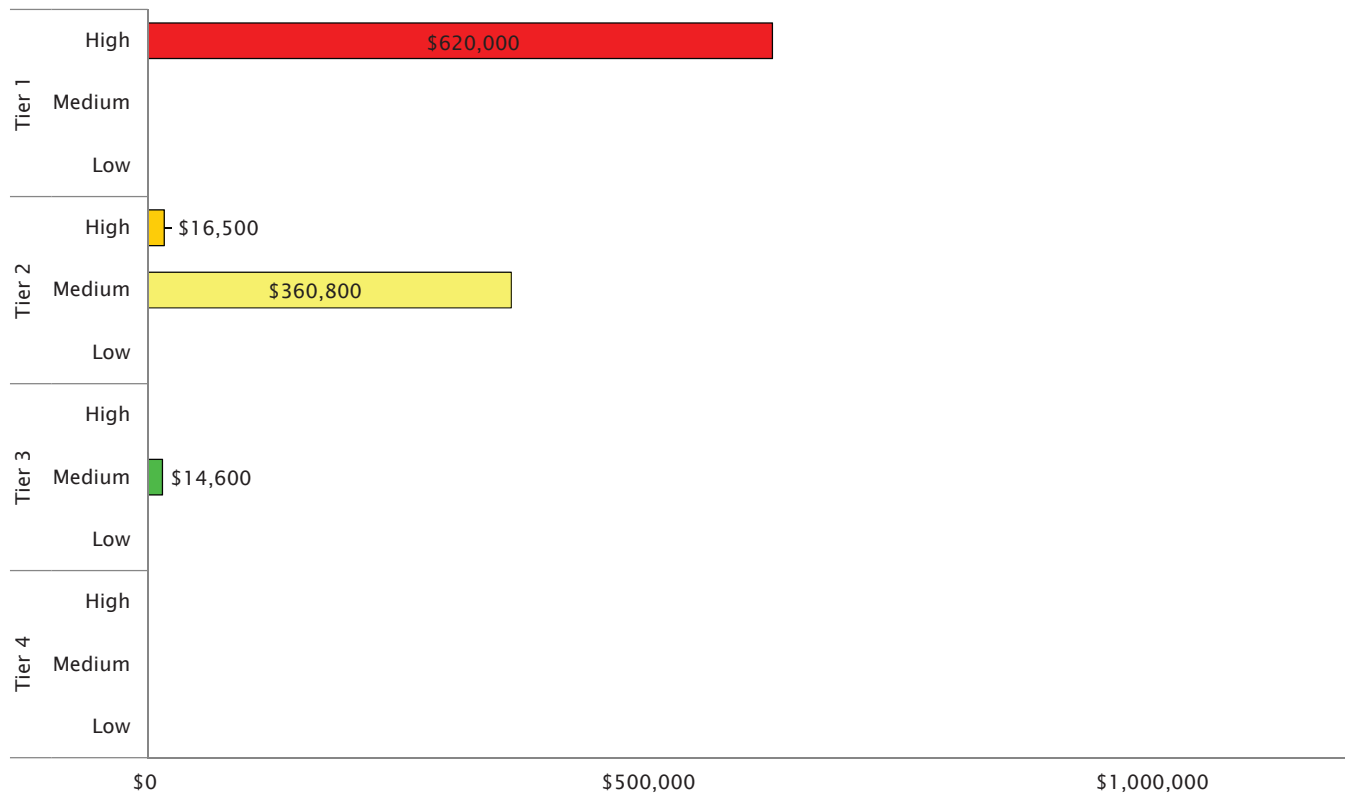 Tier 1
High
$620,000
Medium
Low
Tier 2
High
$16,500
Medium
$360,800
Low
Tier 3
High
Medium
$14,600
Low
Tier 4
High
Medium
Low
$0
$500,000
$1,000,000